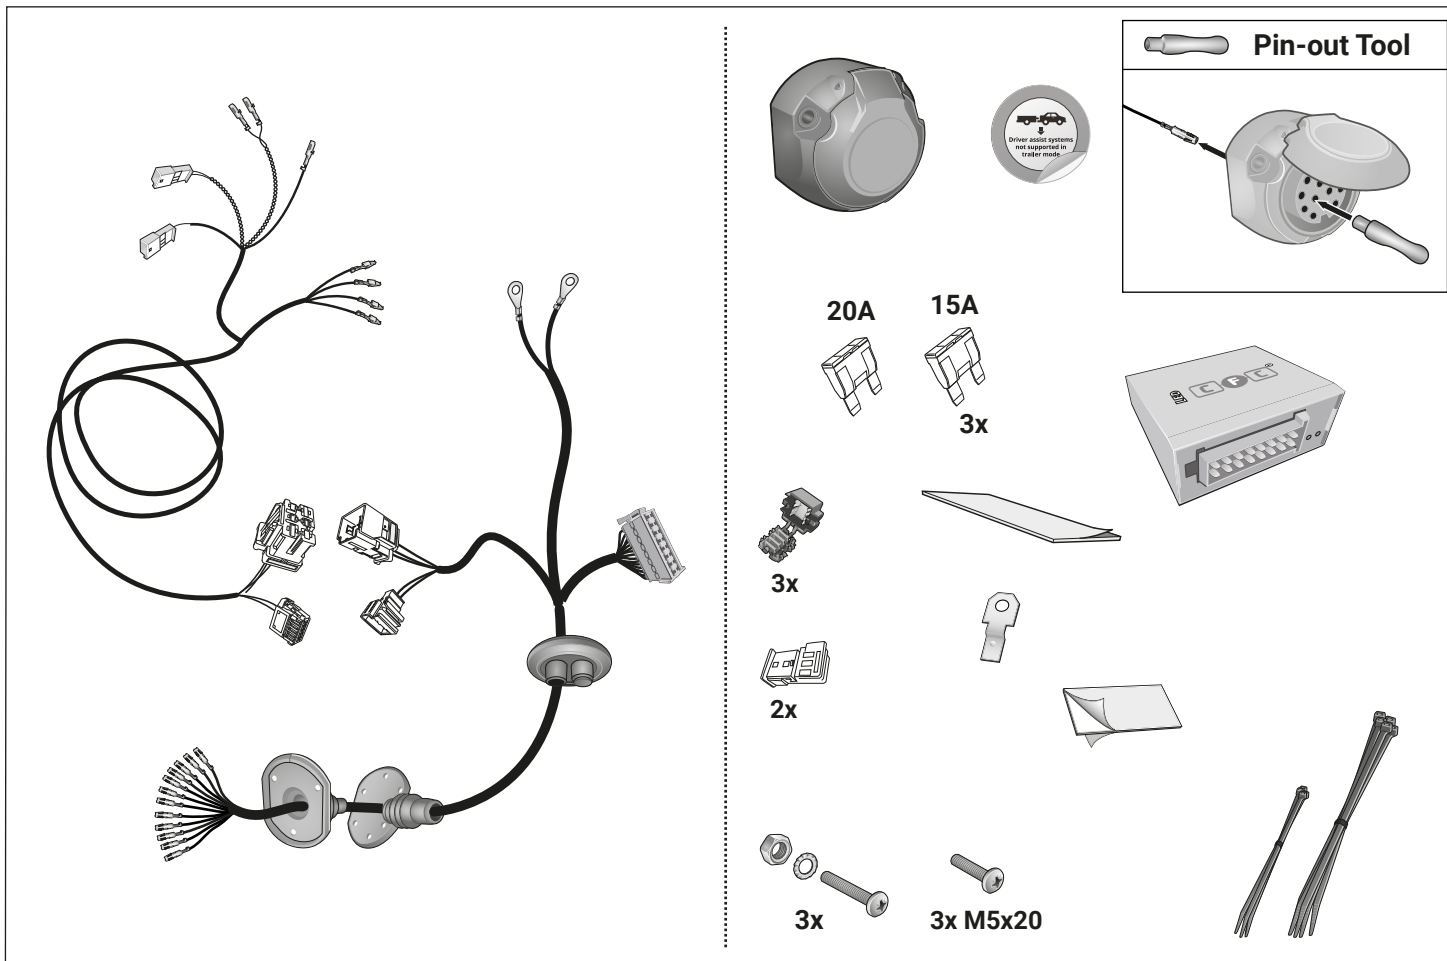 Pin-out Tool
Driver assist systems
not supported in
trailer mode
20A
15A
3x
CFC
3x
2x
3x
3x M5x20